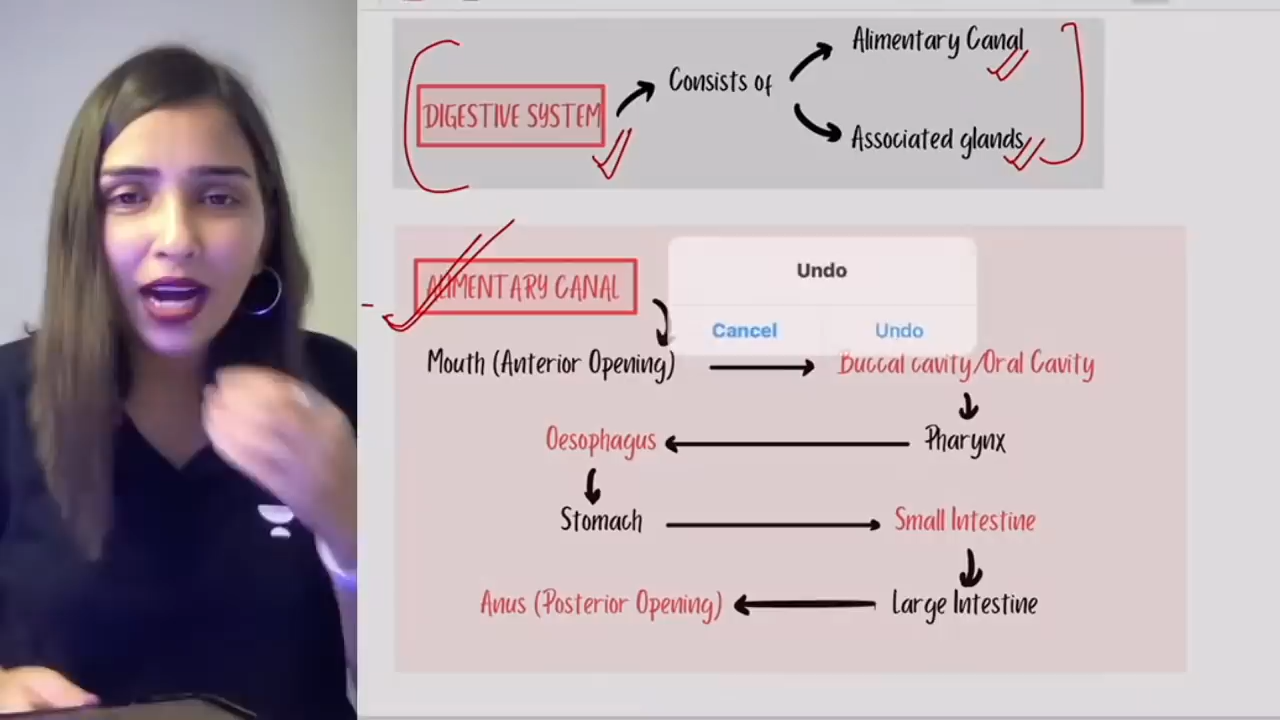 Alimentary Canal
Consists of
DIGESTIVE SYSTEM
Associated glands
Undo
ALIMENTARY CANAL
Cancel Undo
Mouth (Anterior Opening) Buccal cavity/Oral Cavity
Oesophagus Pharynx
Stomach Small Intestine
Anus (Posterior Opening) Large Intestine